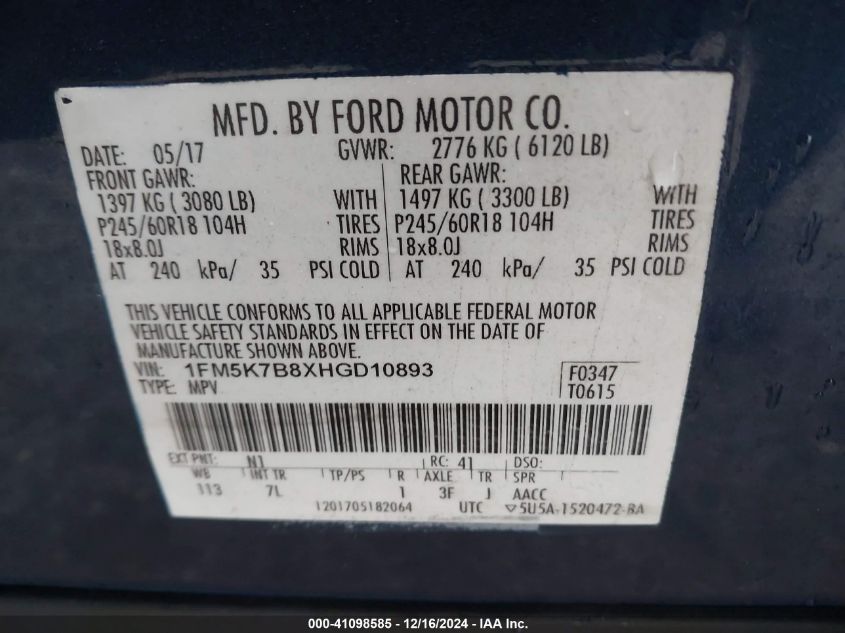 MFD. BY FORD MOTOR CO.
DATE: 05/17 GVWR: 2776 KG ( 6120 LB)
FRONT GAWR: REAR GAWR:
1397 KG ( 3080 LB) WITH 1497 KG ( 3300 LB) WITH
P245/60R18 104H TIRES P245/60R18 104H TIRES
18x8.0J RIMS 18x8.0J RIMS
AT 240 kPa/ 35 PSI COLD AT 240 kPa/ 35 PSI COLD
THIS VEHICLE CONFORMS TO ALL APPLICABLE FEDERAL MOTOR
VEHICLE SAFETY STANDARDS IN EFFECT ON THE DATE OF
MANUFACTURE SHOWN ABOVE.
VIN: 1FM5K7B8XHGD10893 F0347
TYPE: MPV T0615
EXT PNT: N1 RC: 41 DSO:
WB INT TR TP/PS R AXLE TR SPR
113 7L 1 3F J AACC
1201705182064 UTC ▽5U5A-1520472-BA
000-41098585 - 12/16/2024 - IAA Inc.